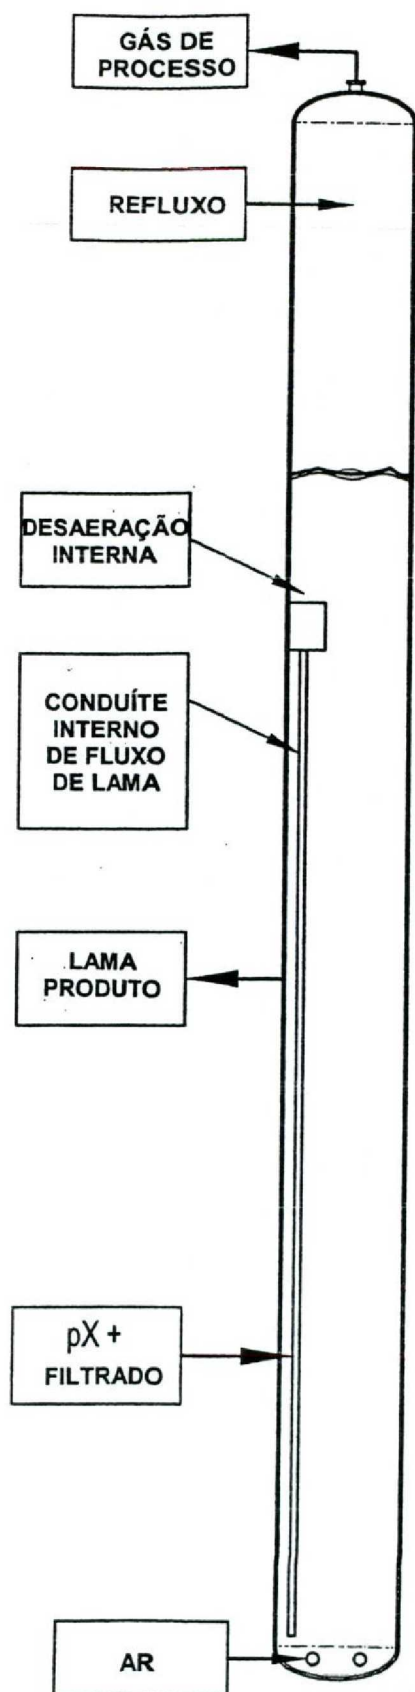 GÁS DE
PROCESSO
REFLUXO
DESAERAÇÃO
INTERNA
CONDUÍTE
INTERNO
DE FLUXO
DE LAMA
LAMA
PRODUTO
pX +
FILTRADO
AR